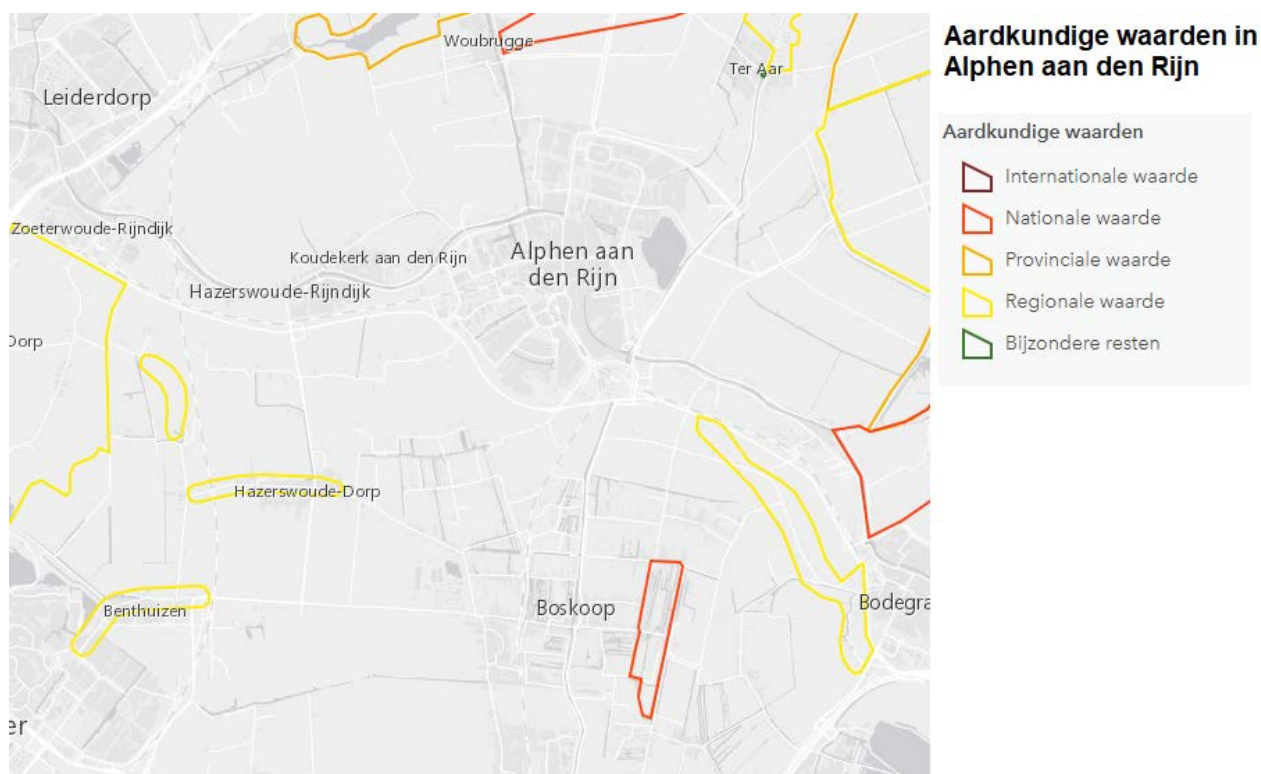 Woubrugge
Ter Aar
Leiderdorp
Zoeterwoude-Rijndijk
Koudekerk aan den Rijn
Alphen aan
den Rijn
Hazerswoude-Rijndijk
Dorp
Hazerswoude-Dorp
Benthuizen
Boskoop
Bodegra
er
Aardkundige waarden in
Alphen aan den Rijn
Aardkundige waarden
Internationale waarde
Nationale waarde
Provinciale waarde
Regionale waarde
Bijzondere resten